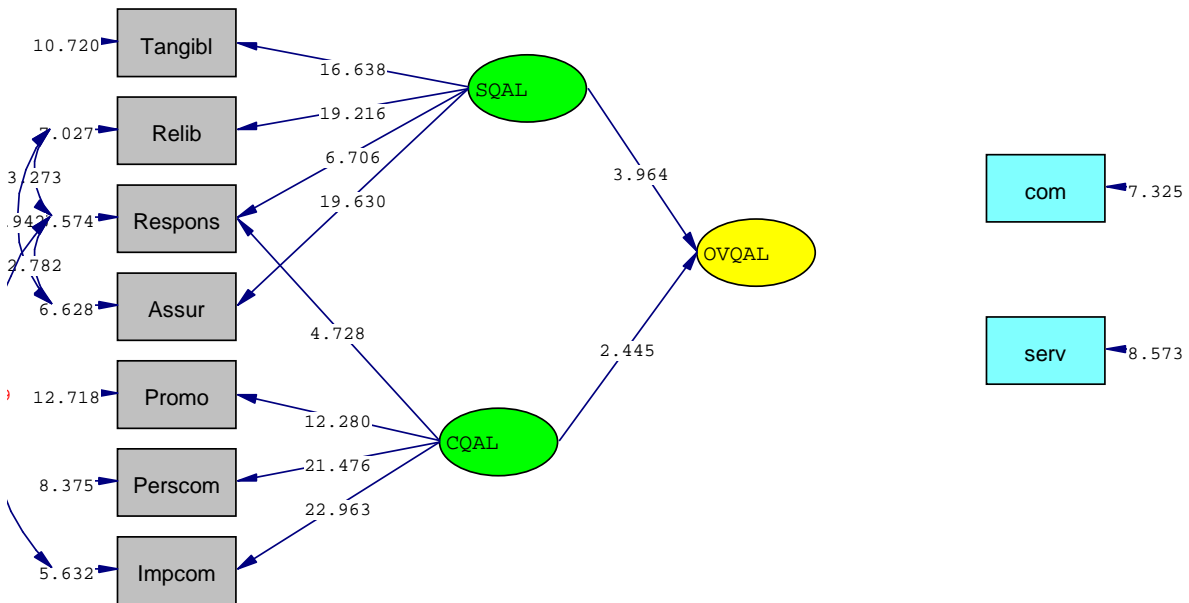 10.720 Tangibl
16.638
SQAL
19.216
7.027 Relib
6.706
3.273
3.964
com 7.325
19.630
Respons
2.782
OVQAL
6.628 Assur
4.728
2.445
serv 8.573
12.718 Promo
12.280
CQAL
21.476
8.375 Perscom
22.963
5.632 Impcom